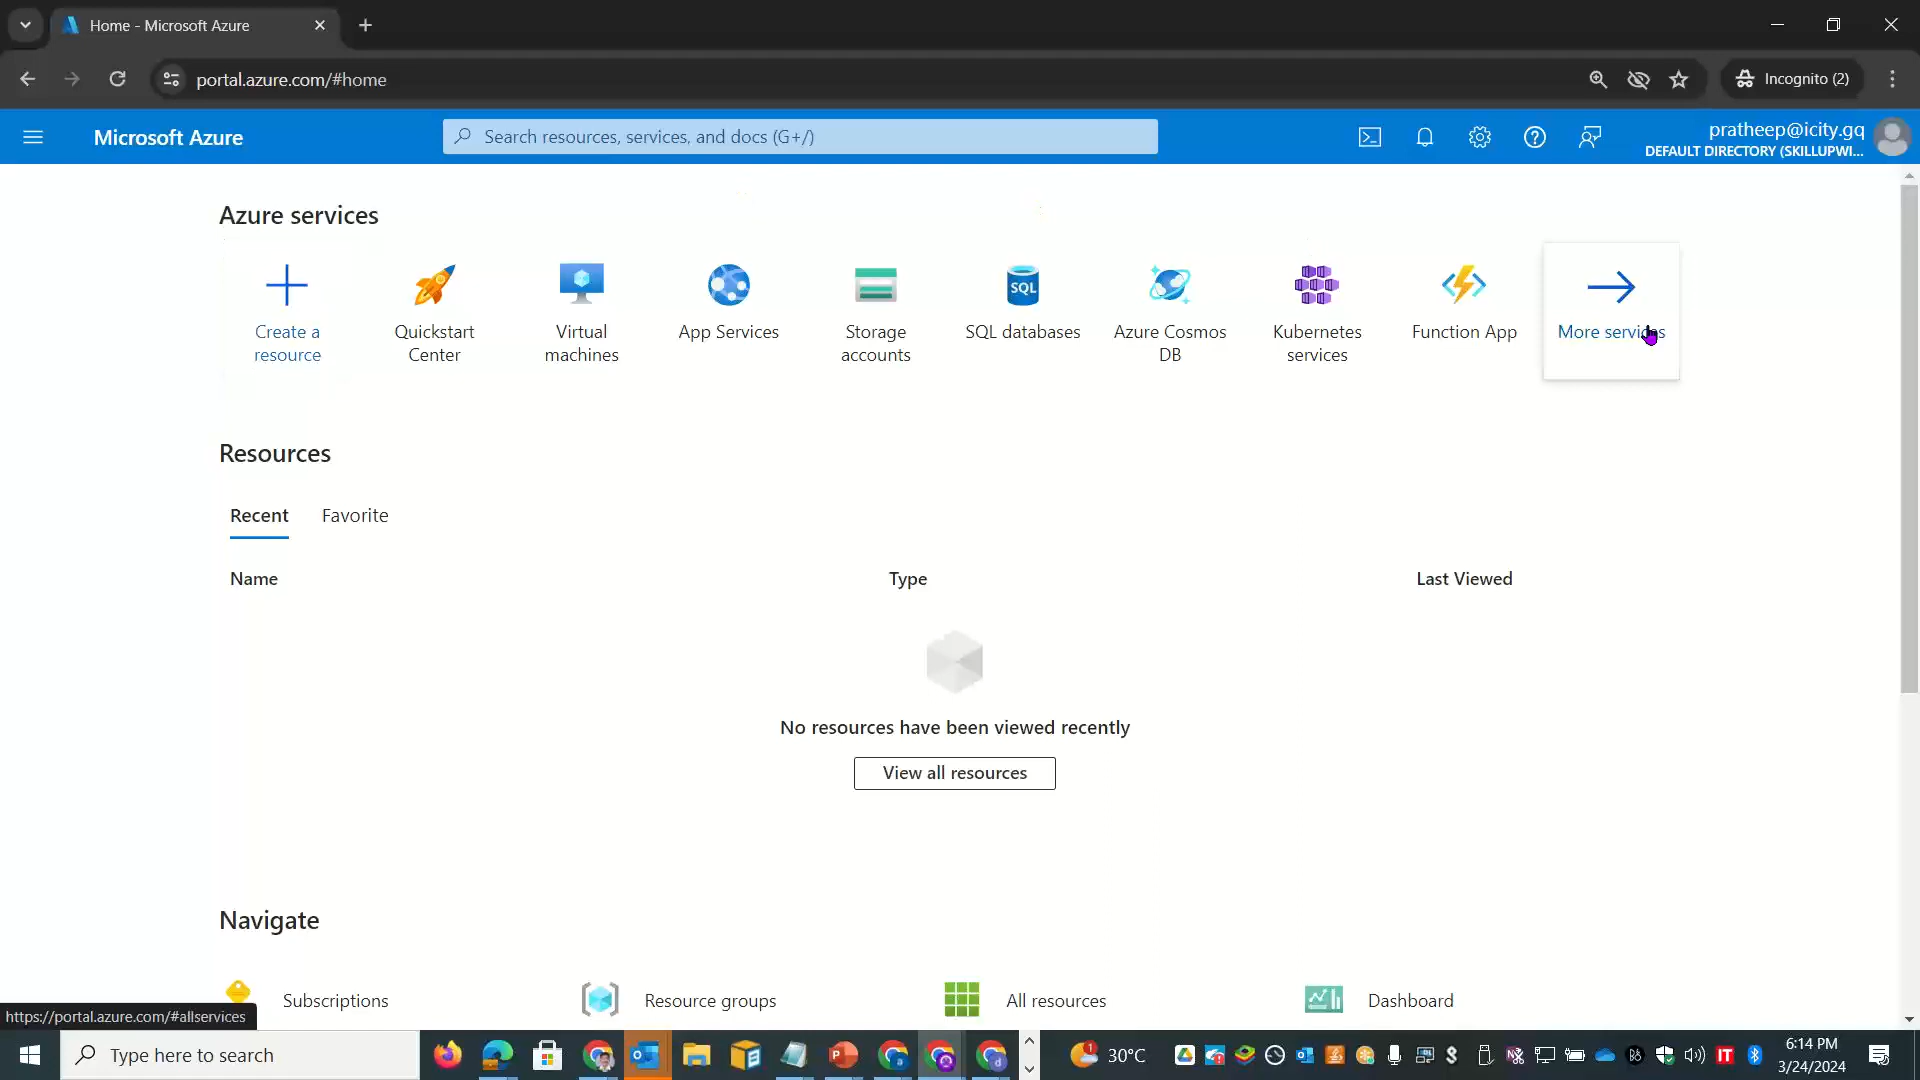 Home - Microsoft Azure
portal.azure.com/#home
Incognito (2)
Microsoft Azure
Search resources, services, and docs (G+/)
pratheep@icity.gq
DEFAULT DIRECTORY (SKILLUPWI...
Azure services
Create a
resource
Quickstart
Center
Virtual
machines
App Services
Storage
accounts
SQL
SQL databases
Azure Cosmos
DB
Kubernetes
services
Function App
More services
Resources
Recent
Favorite
Name
Type
Last Viewed
No resources have been viewed recently
View all resources
Navigate
Subscriptions
Resource groups
All resources
Dashboard
https://portal.azure.com/#allservices
Type here to search
30°C
6:14 PM
3/24/2024